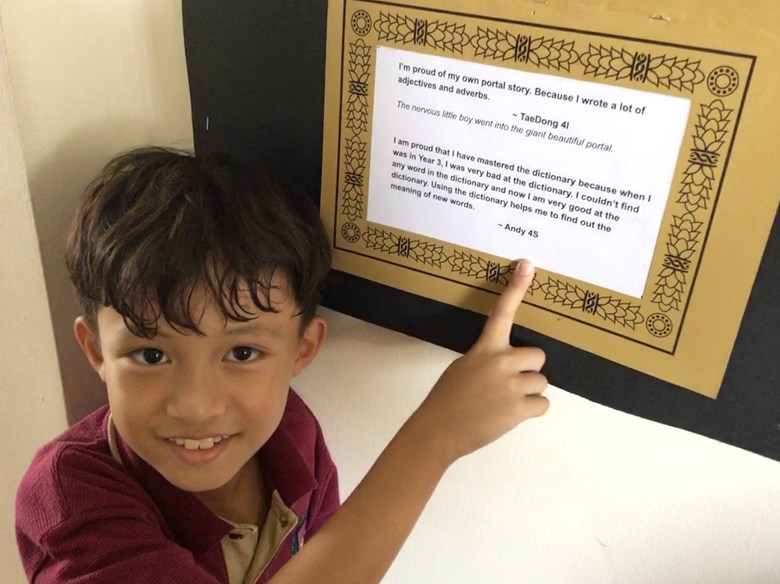 I'm proud of my own portal story. Because I wrote a lot of
adjectives and adverbs.
~ TaeDong 4I
The nervous little boy went into the giant beautiful portal.
I am proud that I have mastered the dictionary because when I
was in Year 3, I was very bad at the dictionary. I couldn't find
any word in the dictionary and now I am very good at the
dictionary. Using the dictionary helps me to find out the
meaning of new words.
~ Andy 4S